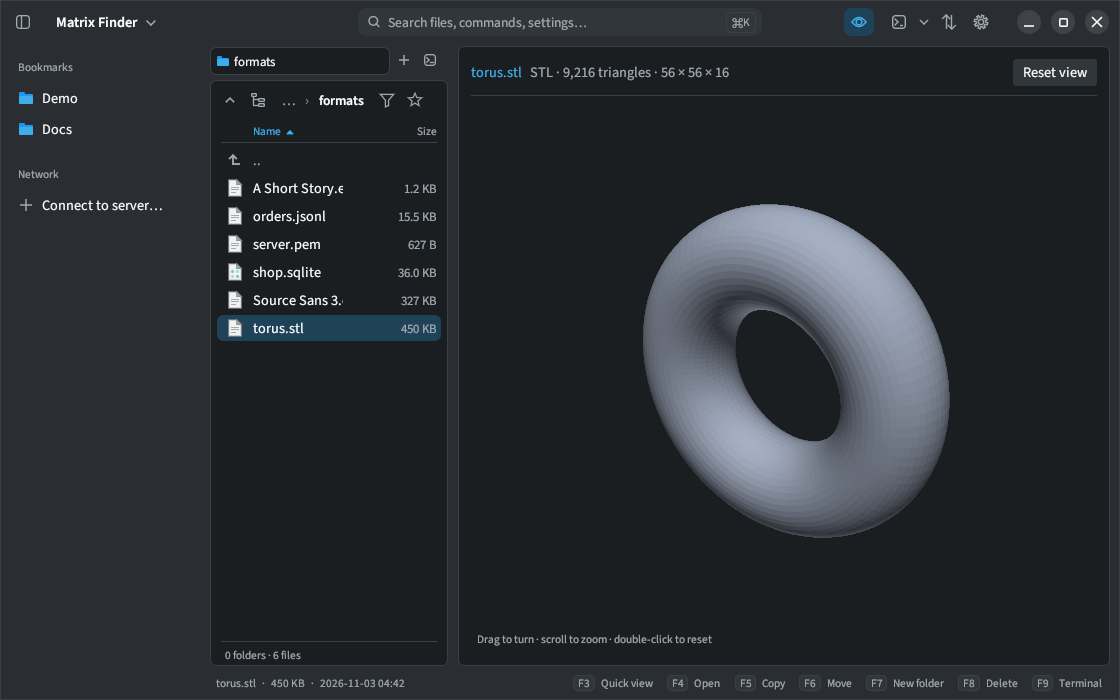 Matrix Finder
Search files, commands, settings…
⌘K
Bookmarks
Demo
Docs
Network
Connect to server…
formats
… › formats
Name Size
..
A Short Story.e 1.2 KB
orders.jsonl 15.5 KB
server.pem 627 B
shop.sqlite 36.0 KB
Source Sans 3. 327 KB
torus.stl 450 KB
0 folders · 6 files
torus.stl STL · 9,216 triangles · 56 × 56 × 16
Reset view
Drag to turn · scroll to zoom · double-click to reset
torus.stl · 450 KB · 2026-11-03 04:42
F3 Quick view F4 Open F5 Copy F6 Move F7 New folder F8 Delete F9 Terminal